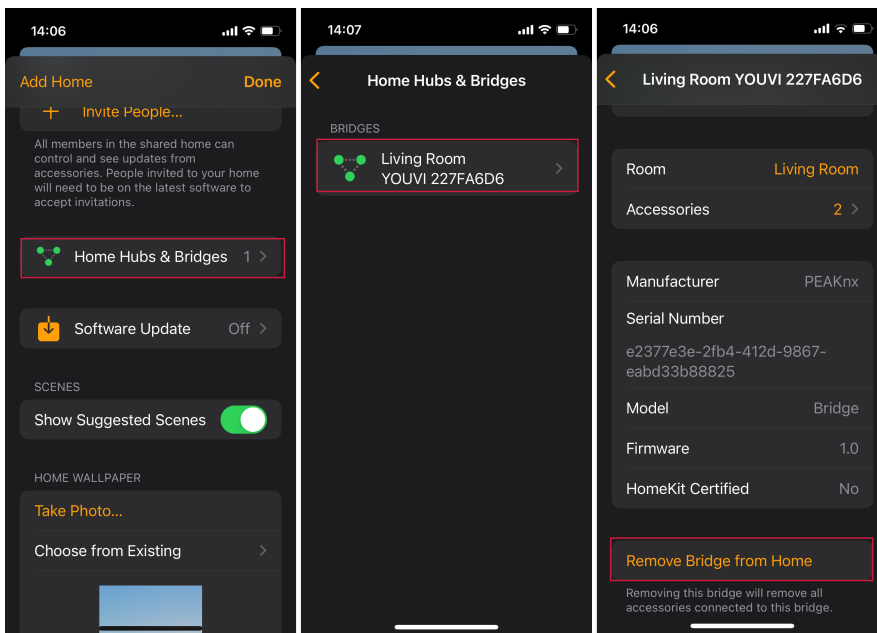 14:06
Add Home
Done
+ Invite People...
All members in the shared home can
control and see updates from
accessories. People invited to your home
will need to be on the latest software to
accept invitations.
Home Hubs & Bridges 1 >
Software Update Off >
SCENES
Show Suggested Scenes
HOME WALLPAPER
Take Photo...
Choose from Existing >
14:07
< Home Hubs & Bridges
BRIDGES
Living Room
YOUVI 227FA6D6 >
14:06
< Living Room YOUVI 227FA6D6
Room Living Room
Accessories 2 >
Manufacturer PEAKnx
Serial Number
e2377e3e-2fb4-412d-9867-
eabd33b88825
Model Bridge
Firmware 1.0
HomeKit Certified No
Remove Bridge from Home
Removing this bridge will remove all
accessories connected to this bridge.